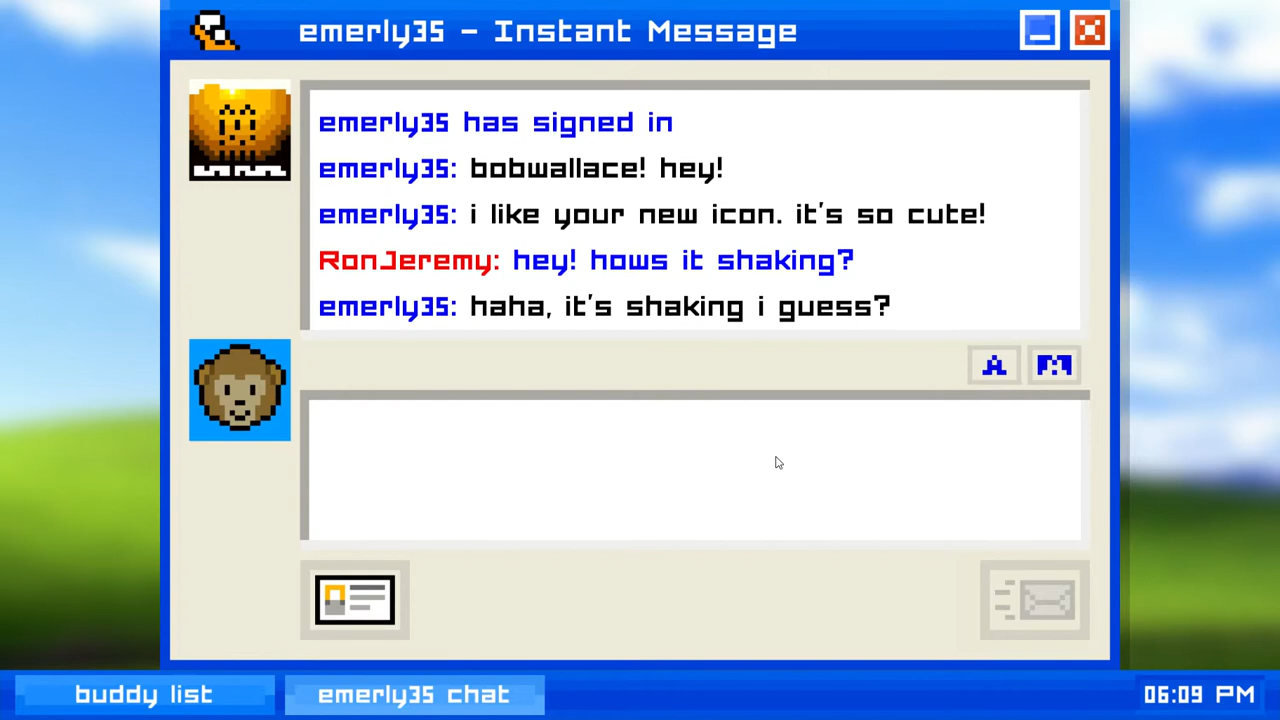 emerly35 - Instant Message
emerly35 has signed in
emerly35: bobwallace! hey!
emerly35: i like your new icon. it's so cute!
RonJeremy: hey! hows it shaking?
emerly35: haha, it's shaking i guess?
A
buddy list
emerly35 chat
06:09 PM